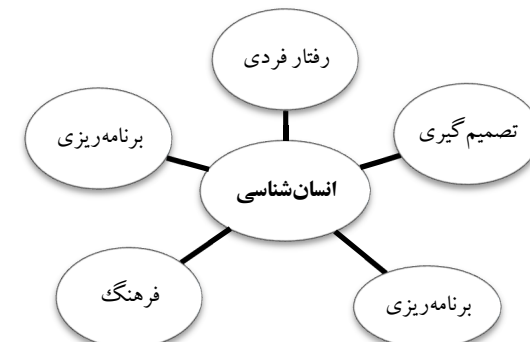 رفتار فردی
تصمیم‌گیری
برنامه‌ریزی
انسان‌شناسی
فرهنگ
برنامه‌ریزی